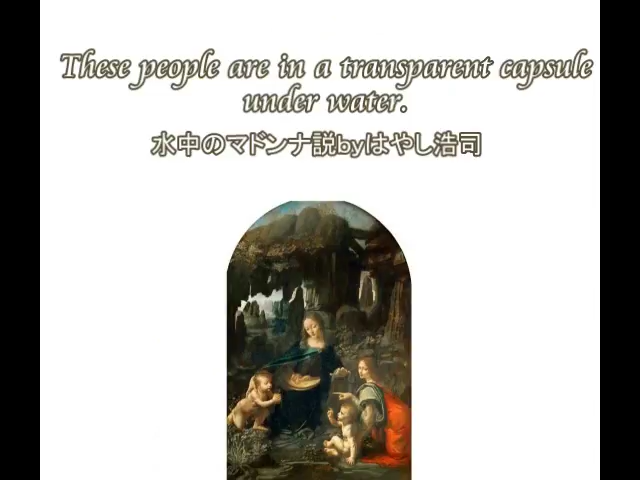 These people are in a transparent capsule
under water.
水中のマドンナ説byはやし浩司